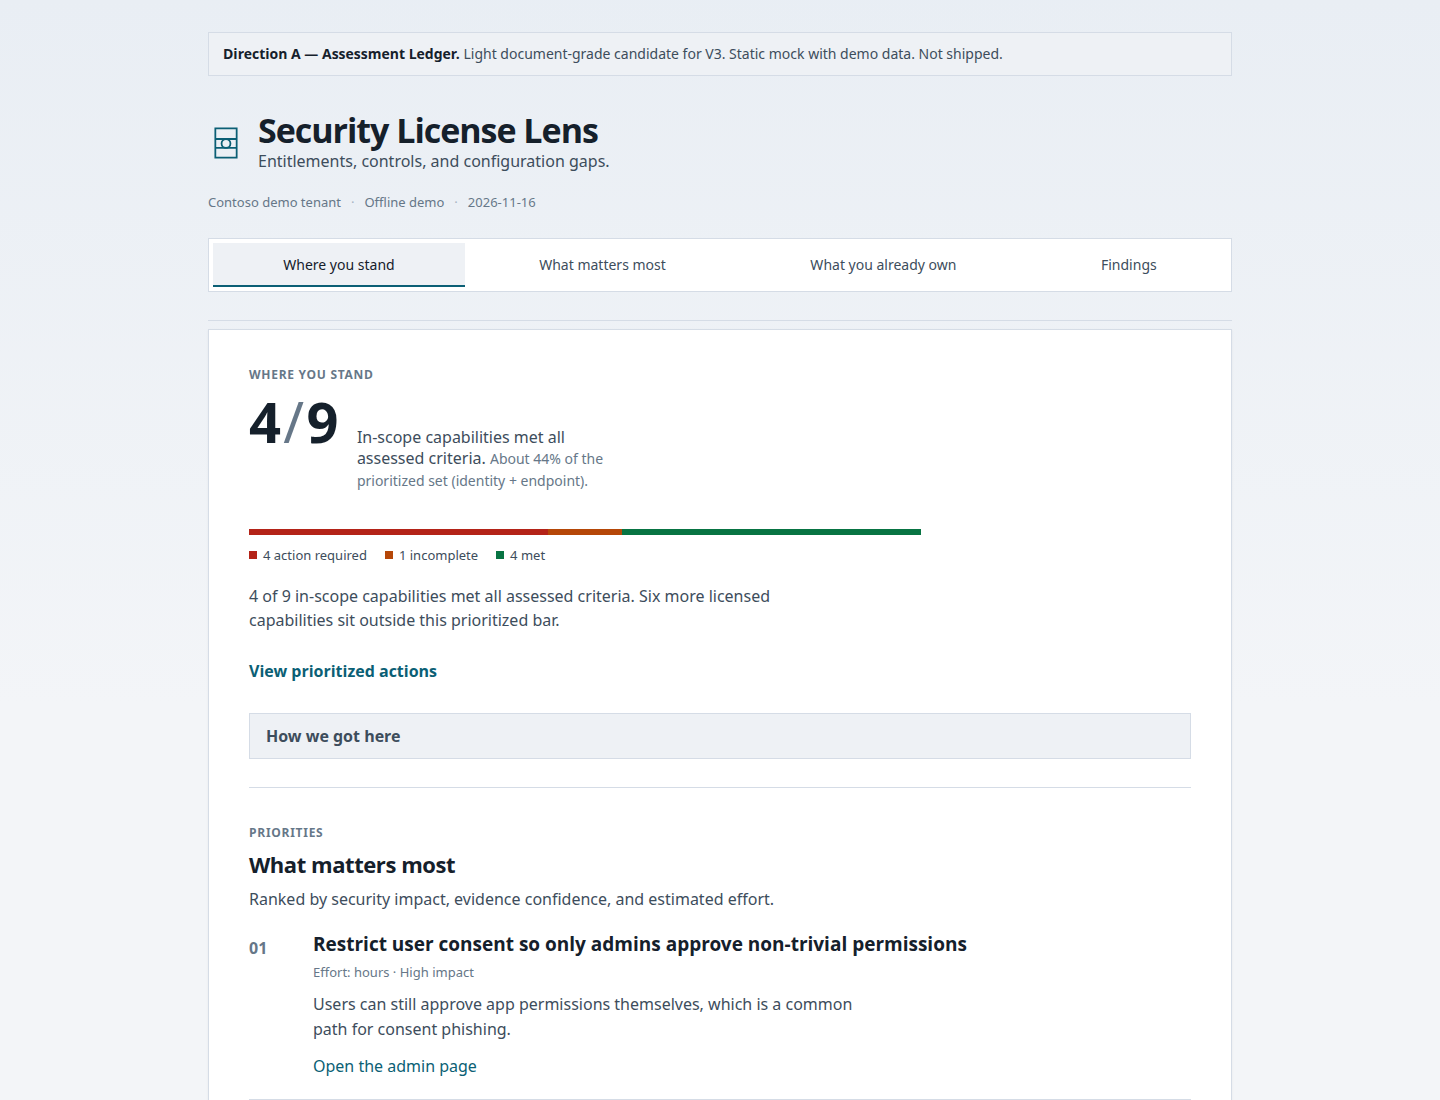 Direction A — Assessment Ledger. Light document-grade candidate for V3. Static mock with demo data. Not shipped.
Security License Lens
Entitlements, controls, and configuration gaps.
Contoso demo tenant · Offline demo · 2026-11-16
Where you stand What matters most What you already own Findings
WHERE YOU STAND
4/9
In-scope capabilities met all
assessed criteria. About 44% of the
prioritized set (identity + endpoint).
4 action required 1 incomplete 4 met
4 of 9 in-scope capabilities met all assessed criteria. Six more licensed
capabilities sit outside this prioritized bar.
View prioritized actions
How we got here
PRIORITIES
What matters most
Ranked by security impact, evidence confidence, and estimated effort.
01 Restrict user consent so only admins approve non-trivial permissions
Effort: hours · High impact
Users can still approve app permissions themselves, which is a common
path for consent phishing.
Open the admin page